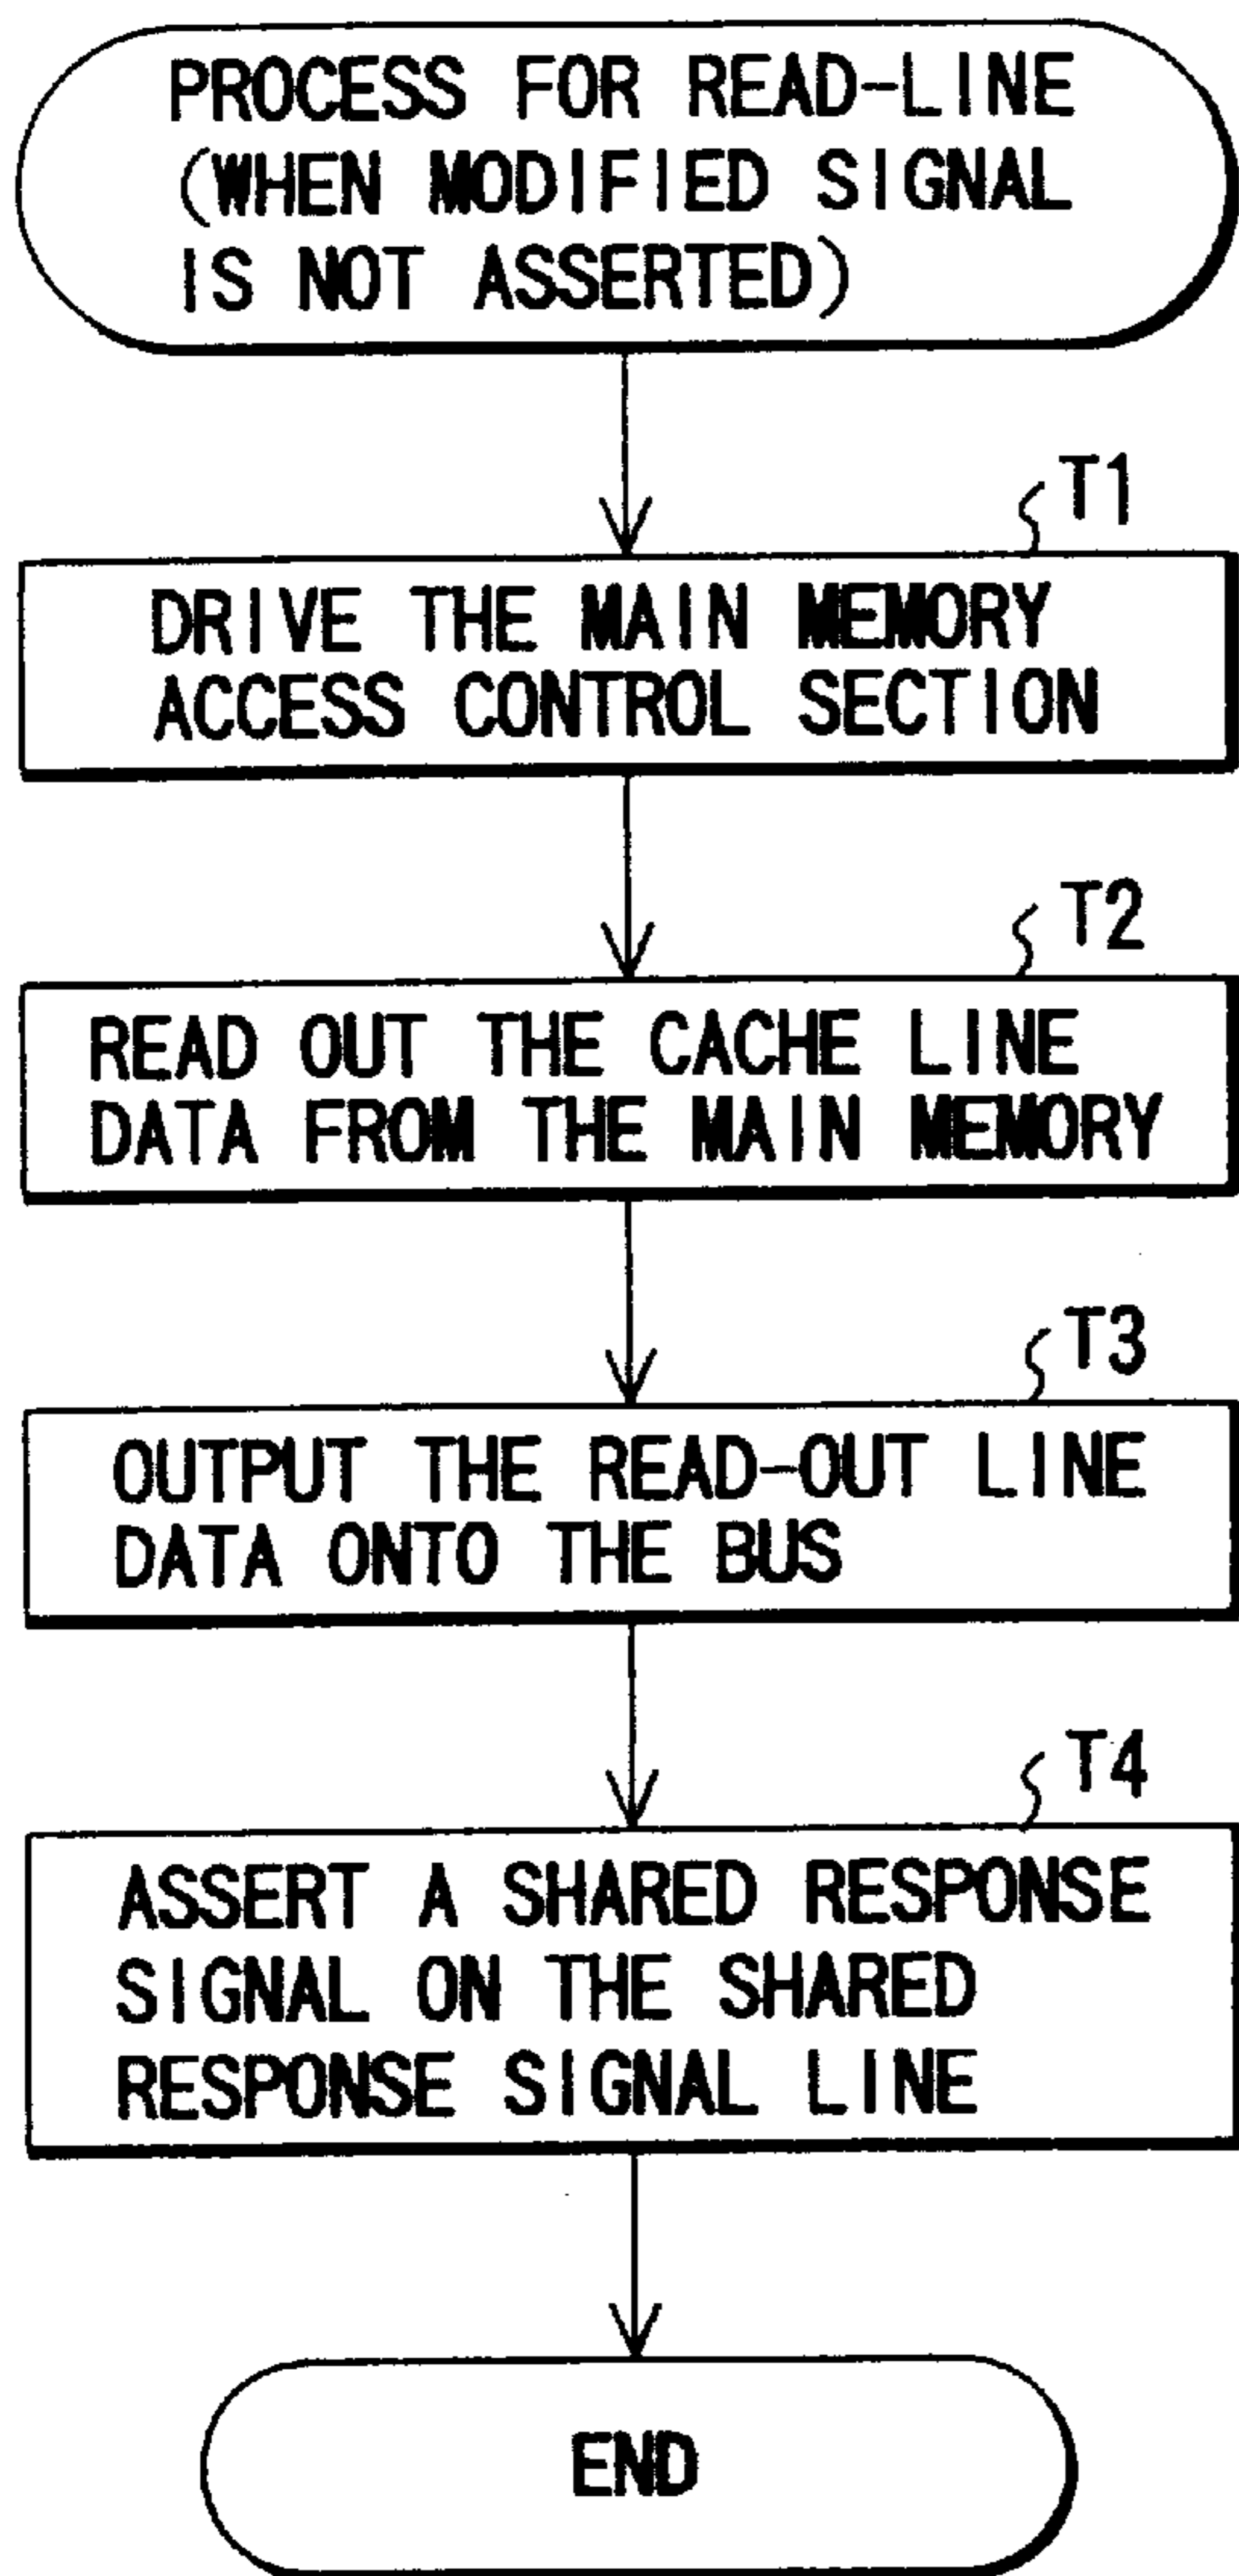 PROCESS FOR READ-LINE
(WHEN MODIFIED SIGNAL
IS NOT ASSERTED)
T1
DRIVE THE MAIN MEMORY
ACCESS CONTROL SECTION
T2
READ OUT THE CACHE LINE
DATA FROM THE MAIN MEMORY
T3
OUTPUT THE READ-OUT LINE
DATA ONTO THE BUS
T4
ASSERT A SHARED RESPONSE
SIGNAL ON THE SHARED
RESPONSE SIGNAL LINE
END